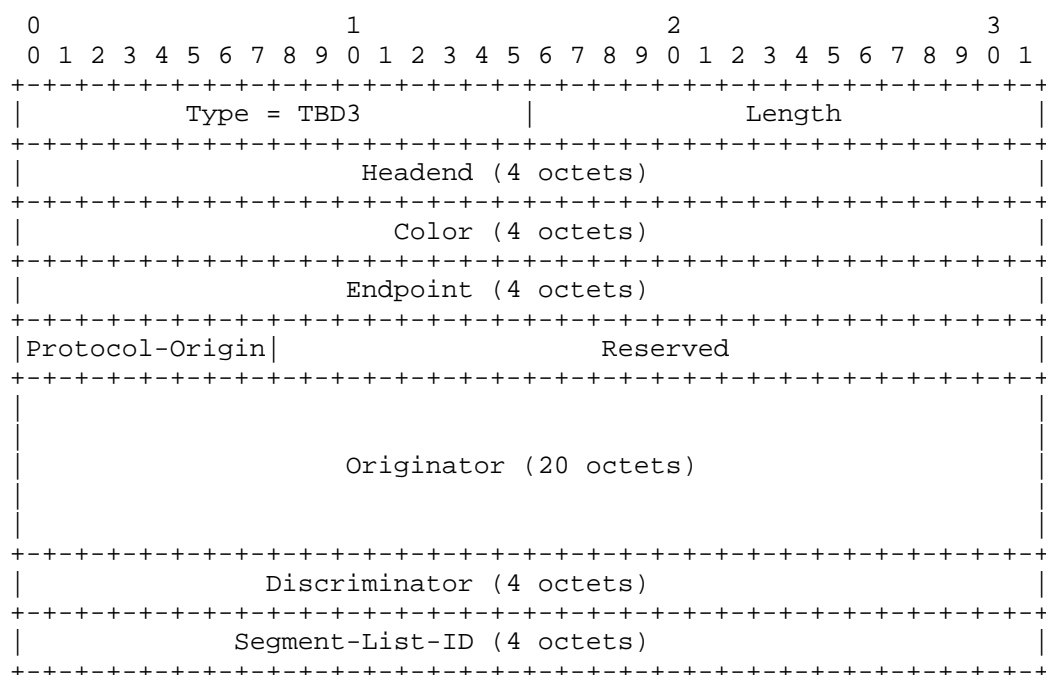 0                   1                   2                   3
 0 1 2 3 4 5 6 7 8 9 0 1 2 3 4 5 6 7 8 9 0 1 2 3 4 5 6 7 8 9 0 1
+-+-+-+-+-+-+-+-+-+-+-+-+-+-+-+-+-+-+-+-+-+-+-+-+-+-+-+-+-+-+-+-+
|          Type = TBD3          |             Length            |
+-+-+-+-+-+-+-+-+-+-+-+-+-+-+-+-+-+-+-+-+-+-+-+-+-+-+-+-+-+-+-+-+
|                     Headend (4 octets)                        |
+-+-+-+-+-+-+-+-+-+-+-+-+-+-+-+-+-+-+-+-+-+-+-+-+-+-+-+-+-+-+-+-+
|                       Color (4 octets)                        |
+-+-+-+-+-+-+-+-+-+-+-+-+-+-+-+-+-+-+-+-+-+-+-+-+-+-+-+-+-+-+-+-+
|                    Endpoint (4 octets)                        |
+-+-+-+-+-+-+-+-+-+-+-+-+-+-+-+-+-+-+-+-+-+-+-+-+-+-+-+-+-+-+-+-+
|Protocol-Origin|                    Reserved                   |
+-+-+-+-+-+-+-+-+-+-+-+-+-+-+-+-+-+-+-+-+-+-+-+-+-+-+-+-+-+-+-+-+
|                                                               |
|                                                               |
|                    Originator (20 octets)                     |
|                                                               |
|                                                               |
+-+-+-+-+-+-+-+-+-+-+-+-+-+-+-+-+-+-+-+-+-+-+-+-+-+-+-+-+-+-+-+-+
|               Discriminator (4 octets)                        |
+-+-+-+-+-+-+-+-+-+-+-+-+-+-+-+-+-+-+-+-+-+-+-+-+-+-+-+-+-+-+-+-+
|             Segment-List-ID (4 octets)                        |
+-+-+-+-+-+-+-+-+-+-+-+-+-+-+-+-+-+-+-+-+-+-+-+-+-+-+-+-+-+-+-+-+